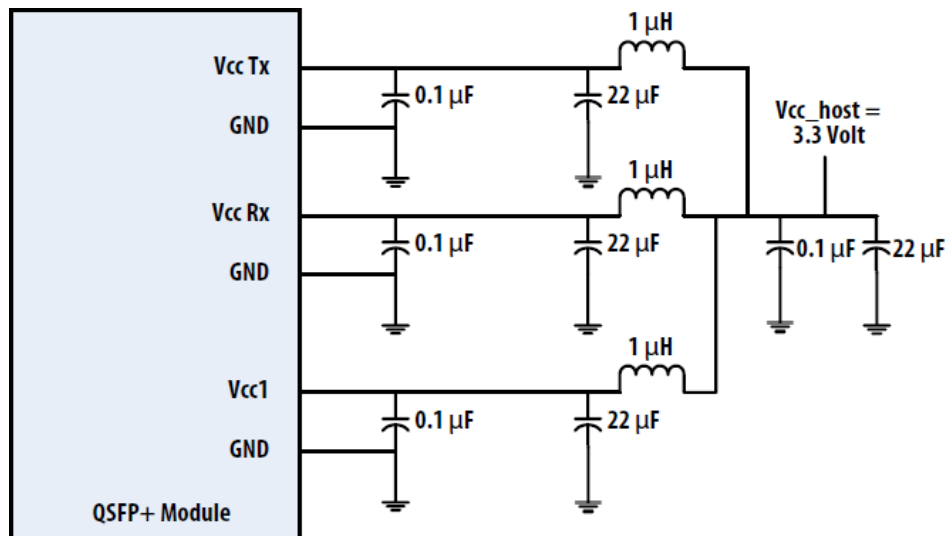 1 μH
Vcc Tx
0.1 μF
22 μF
GND
Vcc_host =
3.3 Volt
1 μH
Vcc Rx
0.1 μF
22 μF
0.1 μF
22 μF
GND
1 μH
Vcc1
0.1 μF
22 μF
GND
QSFP+ Module